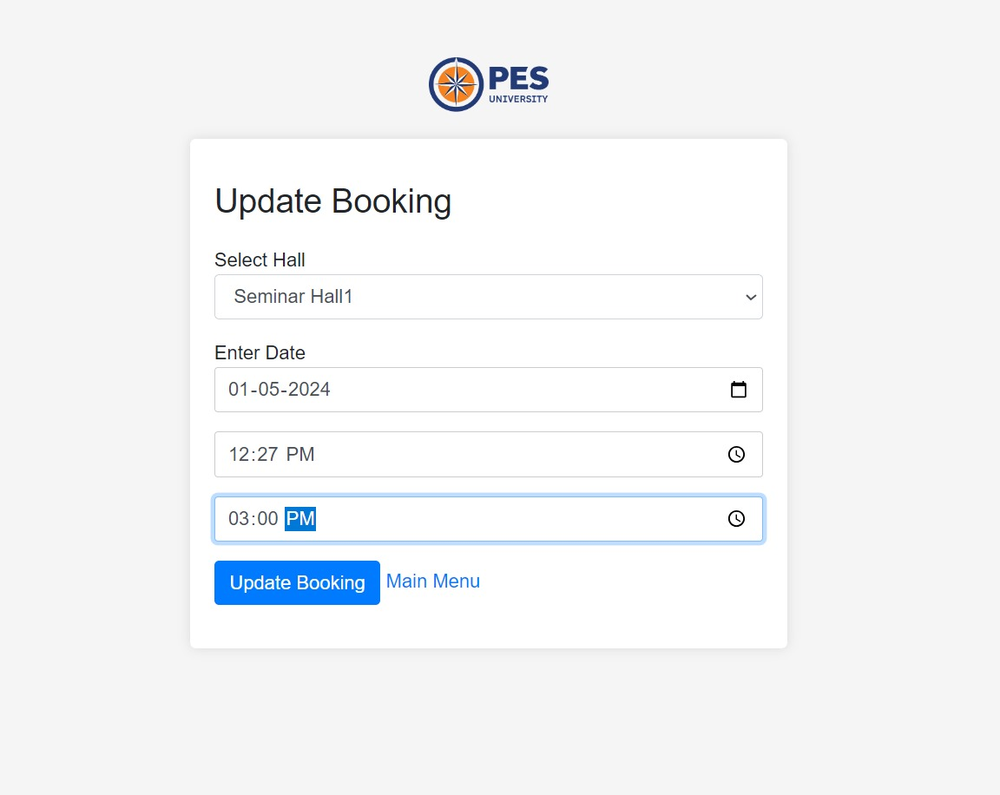 PES
UNIVERSITY
Update Booking
Select Hall
Seminar Hall1
Enter Date
01-05-2024
12:27 PM
03:00 PM
Update Booking Main Menu